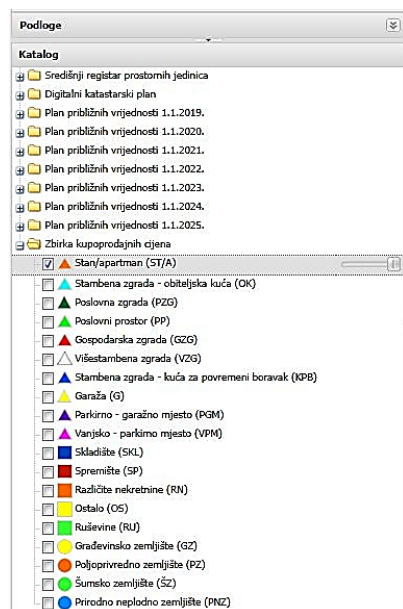 Podloge
Katalog
Središnji registar prostornih jedinica
Digitalni katastarski plan
Plan približnih vrijednosti 1.1.2019.
Plan približnih vrijednosti 1.1.2020.
Plan približnih vrijednosti 1.1.2021.
Plan približnih vrijednosti 1.1.2022.
Plan približnih vrijednosti 1.1.2023.
Plan približnih vrijednosti 1.1.2024.
Plan približnih vrijednosti 1.1.2025.
Zbirka kupoprodajnih cijena
Stan/apartman (ST/A)
Stambena zgrada - obiteljska kuća (OK)
Poslovna zgrada (PZG)
Poslovni prostor (PP)
Gospodarska zgrada (GZG)
Višestambena zgrada (VZG)
Stambena zgrada - kuća za povremeni boravak (KPB)
Garaža (G)
Parkirno - garažno mjesto (PGM)
Vanjsko - parkirno mjesto (VPM)
Skladište (SKL)
Spremište (SP)
Različite nekretnine (RN)
Ostalo (OS)
Ruševine (RU)
Građevinsko zemljište (GZ)
Poljoprivredno zemljište (PZ)
Šumsko zemljište (ŠZ)
Prirodno neplodno zemljište (PNZ)